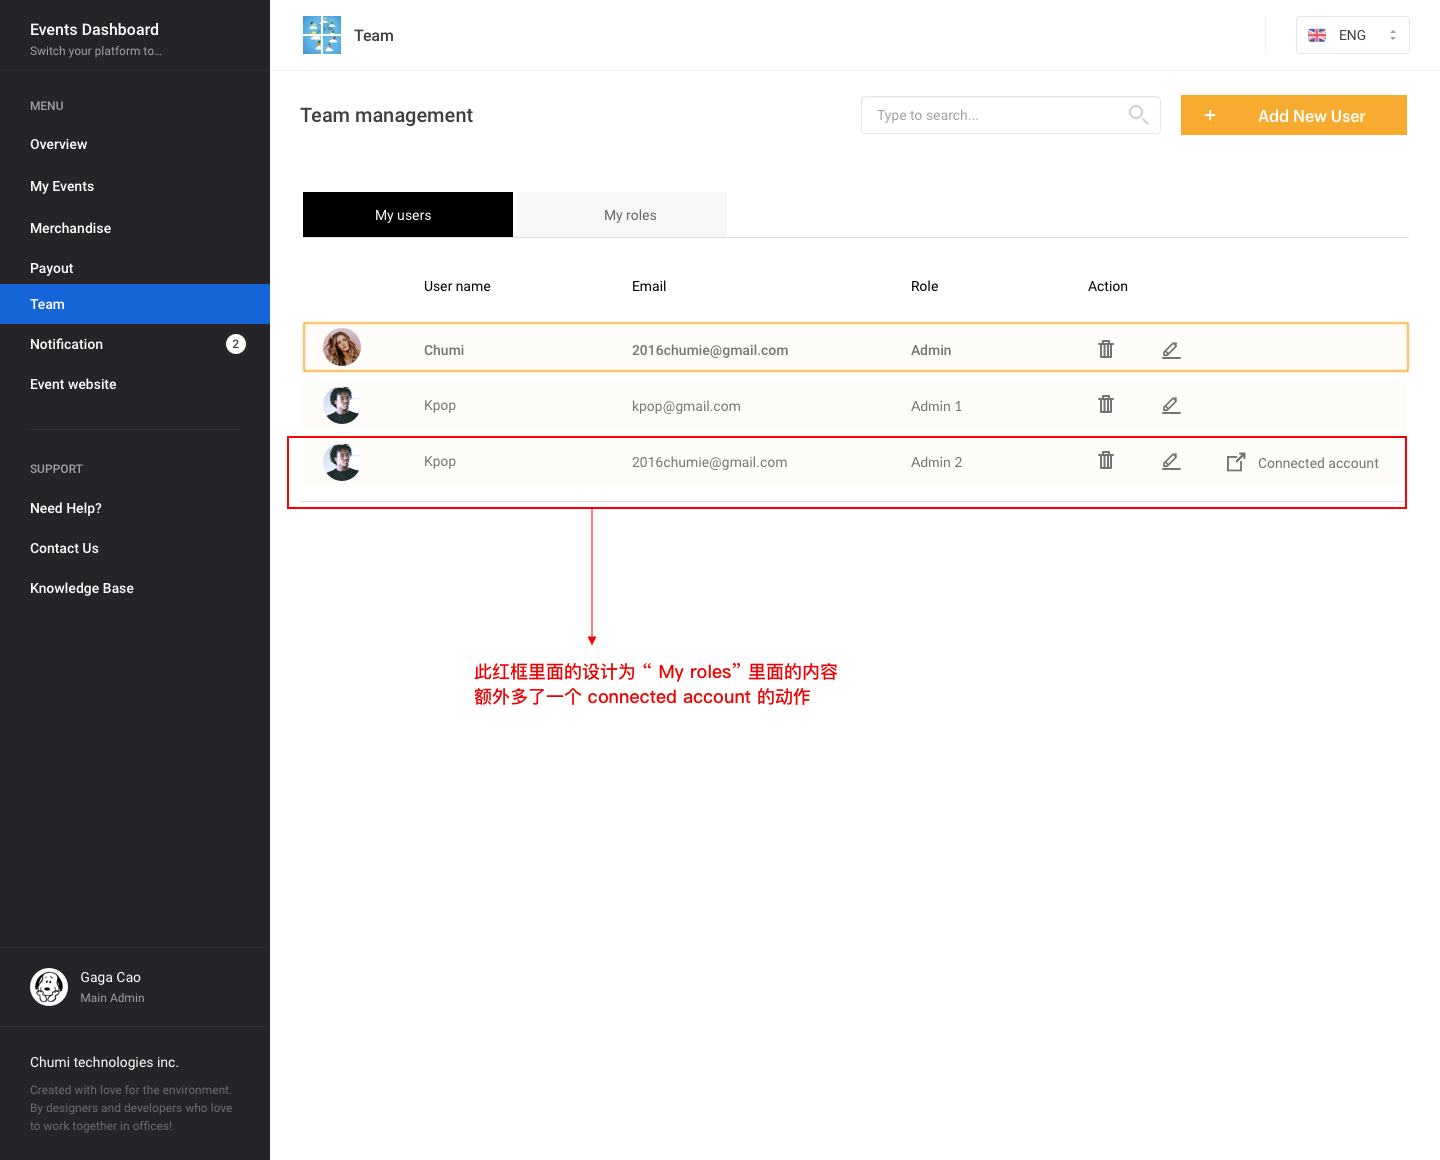 Events Dashboard
Switch your platform to...
MENU
Overview
My Events
Merchandise
Payout
Team
Notification 2
Event website
SUPPORT
Need Help?
Contact Us
Knowledge Base
Gaga Cao
Main Admin
Chumi technologies inc.
Created with love for the environment.
By designers and developers who love
to work together in offices!
Team
ENG
Team management
Type to search...
+ Add New User
My users My roles
User name Email Role Action
Chumi 2016chumie@gmail.com Admin
Kpop kpop@gmail.com Admin 1
Kpop 2016chumie@gmail.com Admin 2 Connected account
此红框里面的设计为 “ My roles” 里面的内容
额外多了一个 connected account 的动作